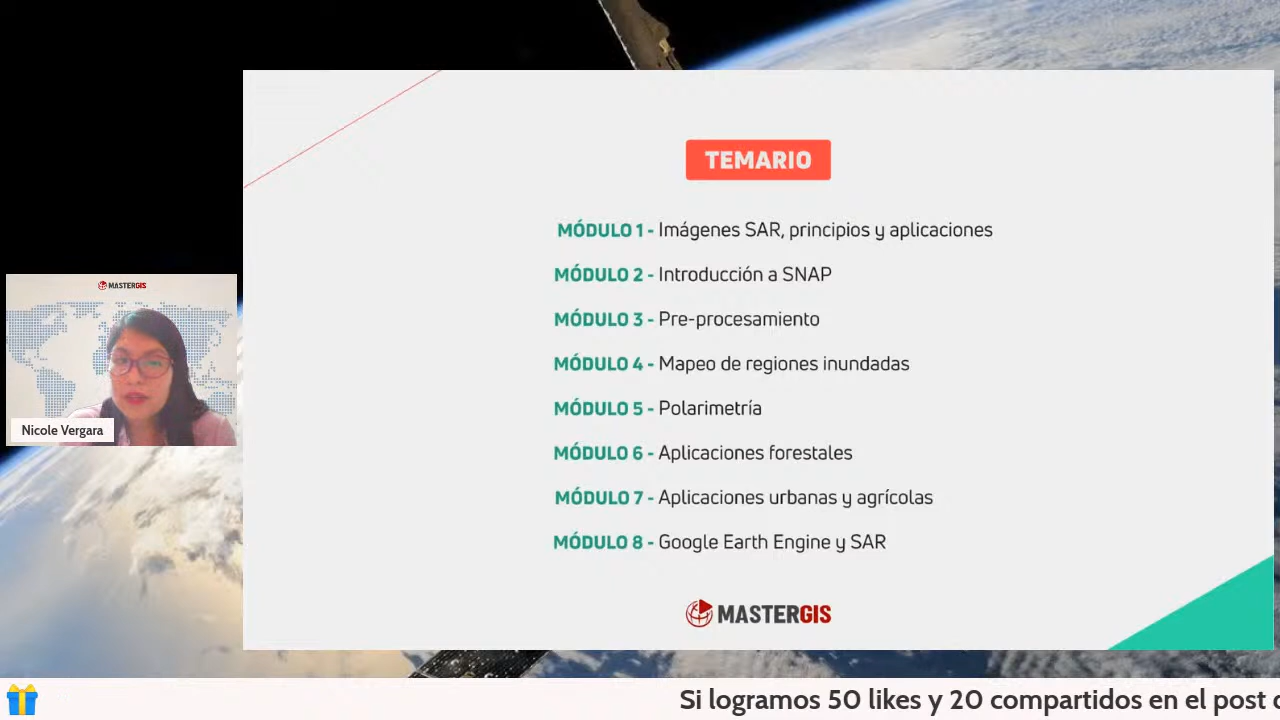 TEMARIO
MÓDULO 1 - Imágenes SAR, principios y aplicaciones
MÓDULO 2 - Introducción a SNAP
MÓDULO 3 - Pre-procesamiento
MÓDULO 4 - Mapeo de regiones inundadas
MÓDULO 5 - Polarimetría
MÓDULO 6 - Aplicaciones forestales
MÓDULO 7 - Aplicaciones urbanas y agrícolas
MÓDULO 8 - Google Earth Engine y SAR
MASTERGIS
MASTERGIS
Nicole Vergara
Si logramos 50 likes y 20 compartidos en el post